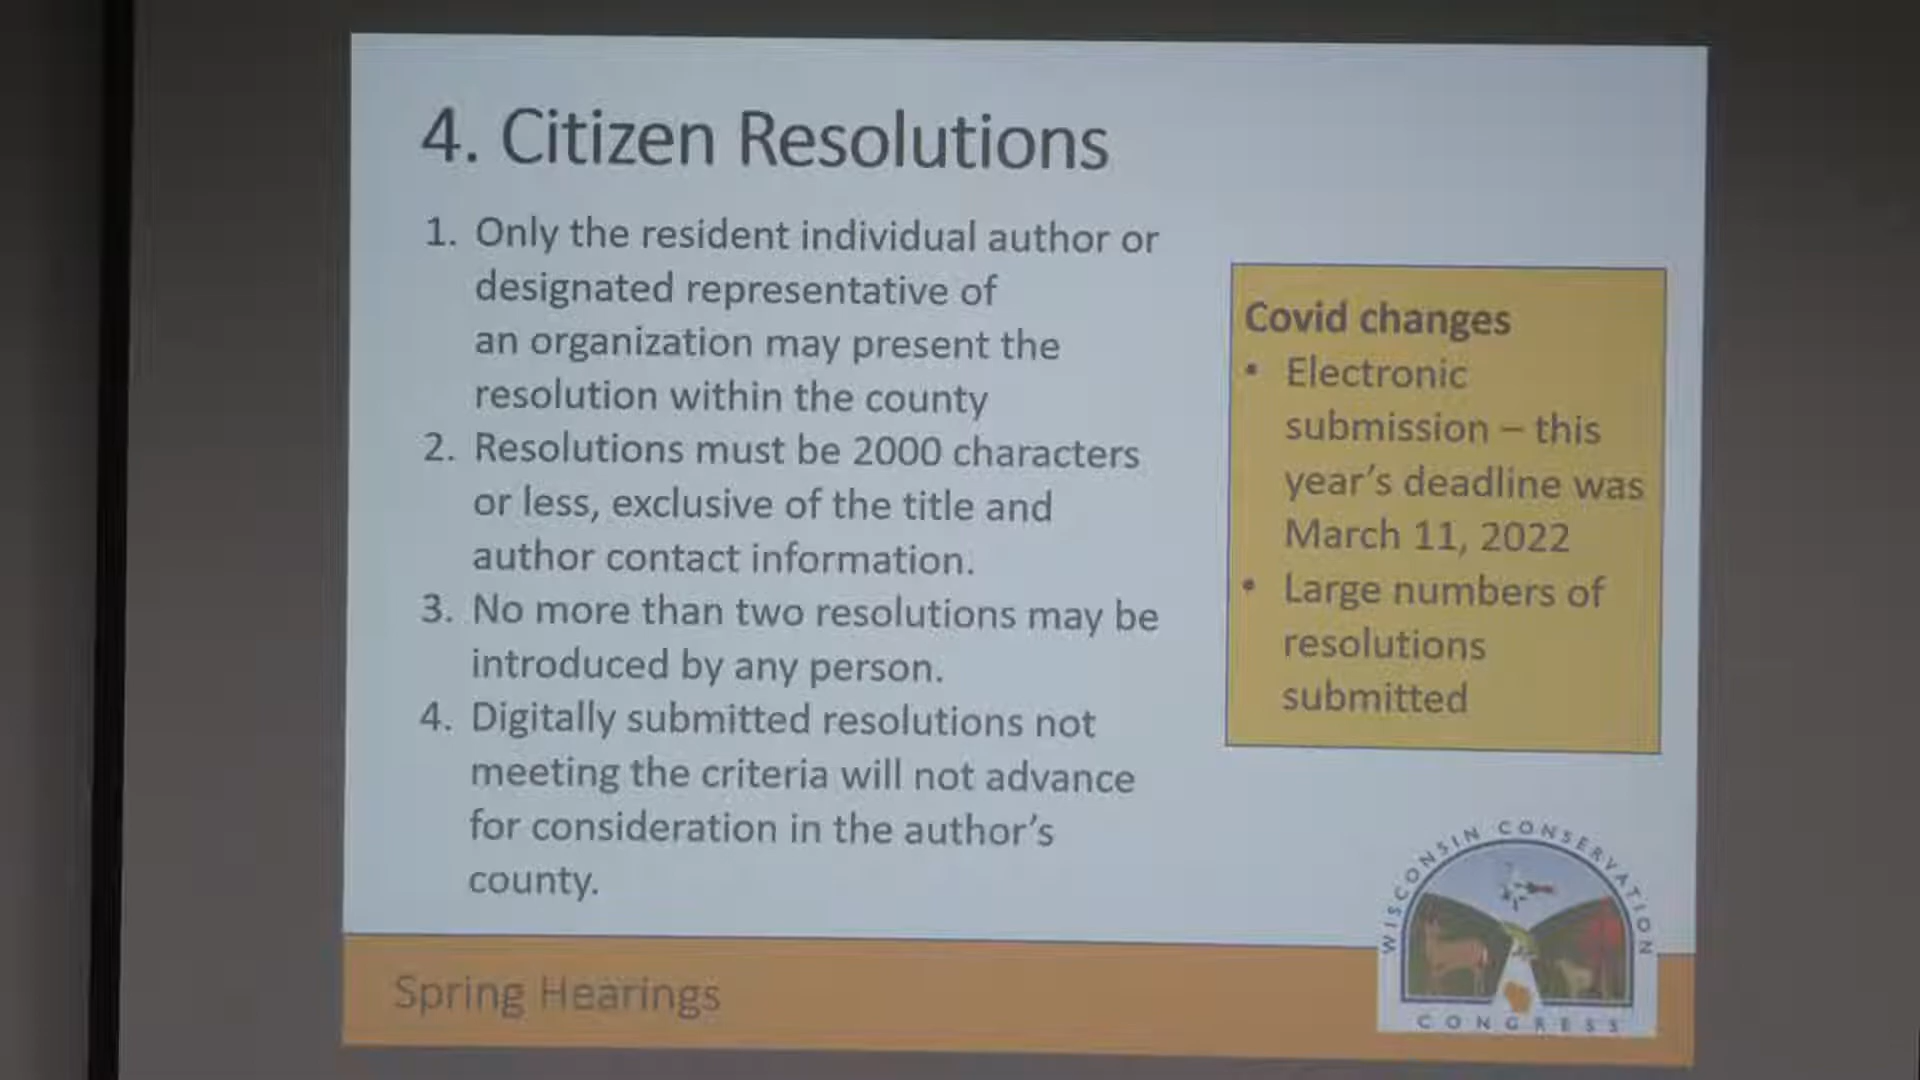 4. Citizen Resolutions
1. Only the resident individual author or
designated representative of
an organization may present the
resolution within the county
2. Resolutions must be 2000 characters
or less, exclusive of the title and
author contact information.
3. No more than two resolutions may be
introduced by any person.
4. Digitally submitted resolutions not
meeting the criteria will not advance
for consideration in the author's
county.
Covid changes
• Electronic
submission – this
year's deadline was
March 11, 2022
• Large numbers of
resolutions
submitted
WISCONSIN CONSERVATION
CONGRESS
Spring Hearings